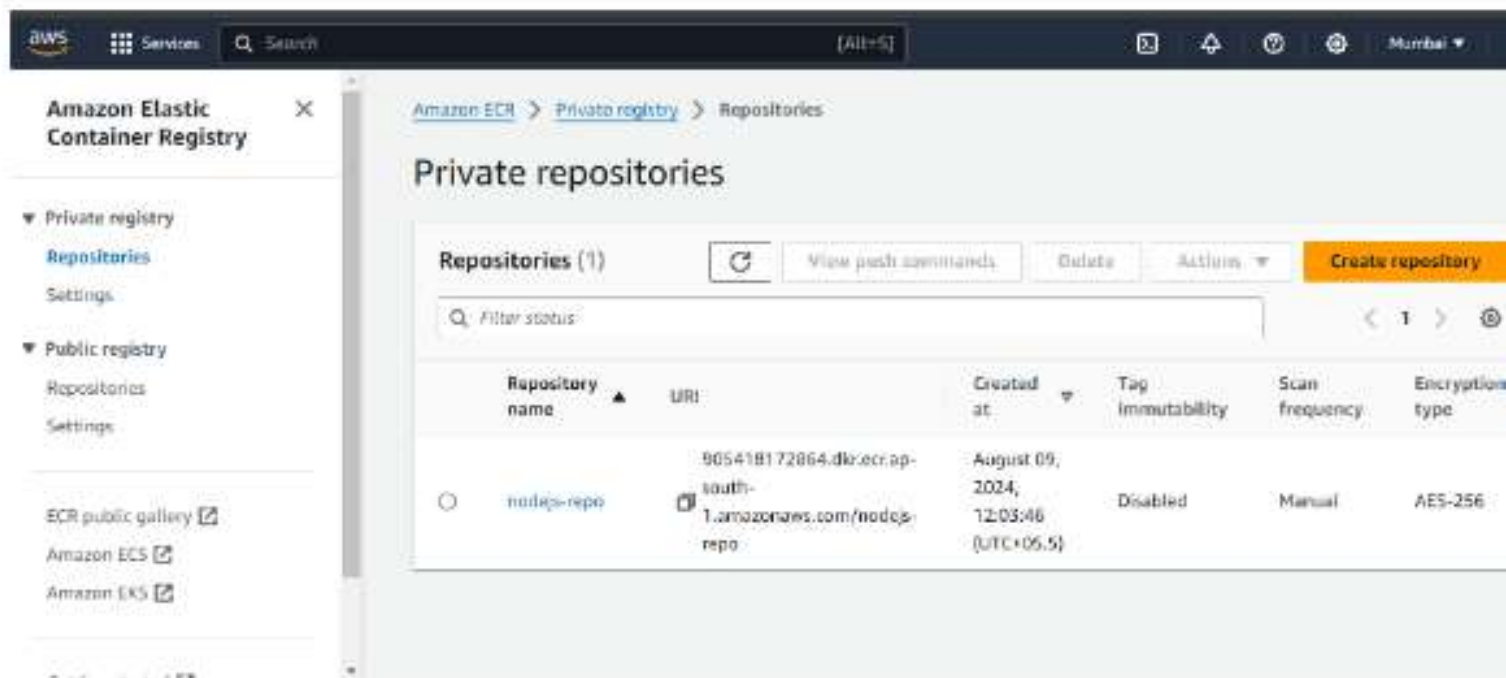 aws
Services
Search
[Alt+S]
Mumbai
Amazon Elastic
Container Registry
Private registry
Repositories
Settings
Public registry
Repositories
Settings
ECR public gallery
Amazon ECS
Amazon EKS
Amazon ECR
Private registry
Repositories
Private repositories
Repositories (1)
View push commands
Delete
Actions
Create repository
Filter status
1
Repository
name
URI
Created
at
Tag
immutability
Scan
frequency
Encryption
type
nodejs-repo
905418172864.dkr.ecr.ap-
south-
1.amazonaws.com/nodejs-
repo
August 09,
2024,
12:03:46
(UTC+05.5)
Disabled
Manual
AES-256